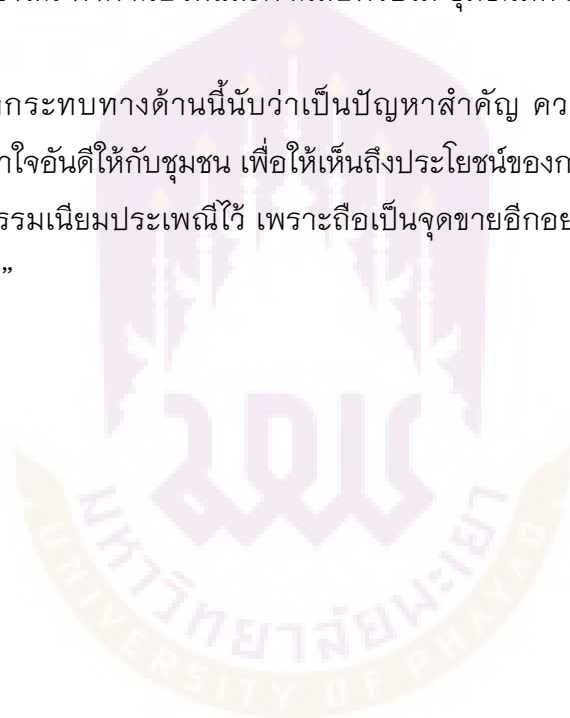 กระทบทางด้านนี้นับว่าเป็นปัญหาสำคัญ คว
าใจอันดีให้กับชุมชน เพื่อให้เห็นถึงประโยชน์ของก
รรมเนียมประเพณีไว้ เพราะถือเป็นจุดขายอีกอย
”
มหาวิทยาลัยพะเยา
UNIVERSITY OF PHAYAO